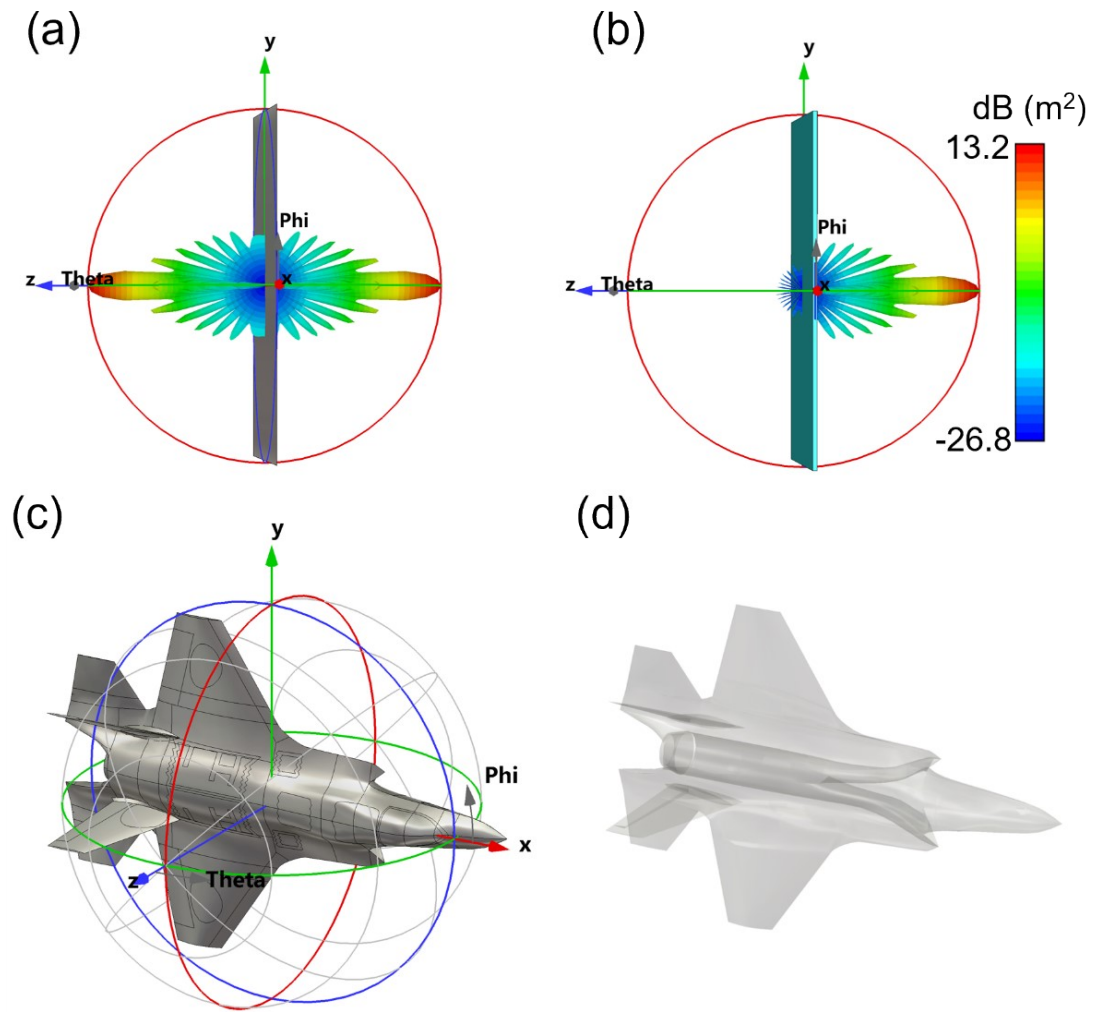 (a)
y
Phi
z
Theta
x
(b)
y
Phi
z
Theta
x
dB (m²)
13.2
-26.8
(c)
y
Phi
x
z
Theta
(d)